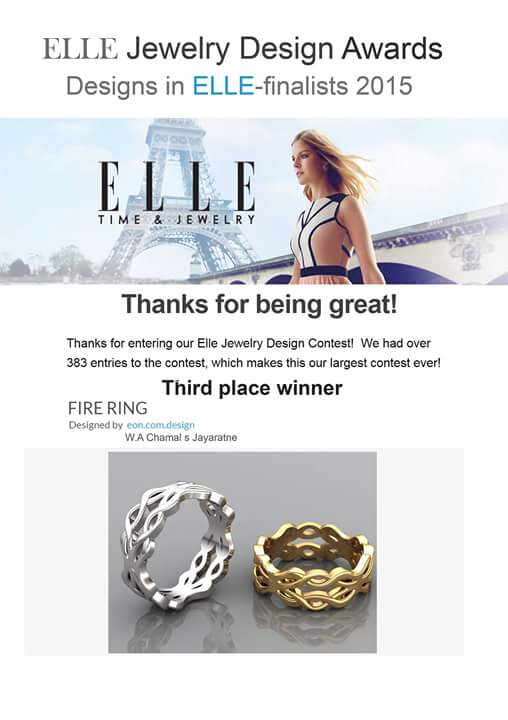 ELLE Jewelry Design Awards
Designs in ELLE-finalists 2015
ELLE
TIME & JEWELRY
Thanks for being great!
Thanks for entering our Elle Jewelry Design Contest! We had over
383 entries to the contest, which makes this our largest contest ever!
Third place winner
FIRE RING
Designed by eon.com.design
W.A Chamal s Jayaratne